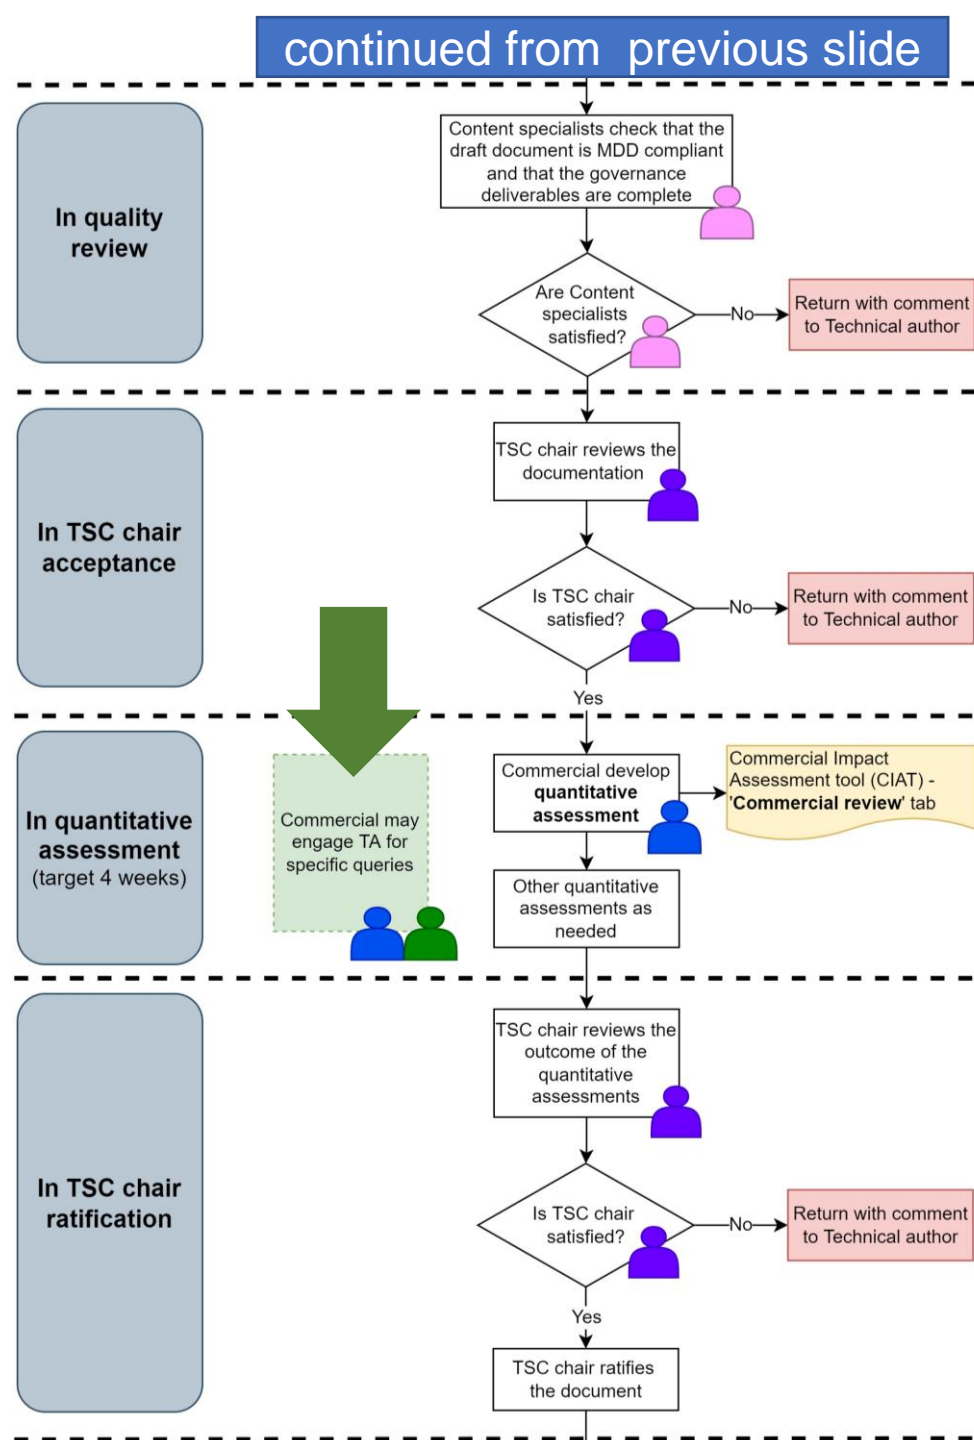 continued from  previous slide
In quality
review
Content specialists check that the
draft document is MDD compliant
and that the governance
deliverables are complete
Are Content
specialists
satisfied?
No
Return with comment
to Technical author
In TSC chair
acceptance
TSC chair reviews the
documentation
Is TSC chair
satisfied?
No
Return with comment
to Technical author
Yes
In quantitative
assessment
(target 4 weeks)
Commercial may
engage TA for
specific queries
Commercial develop
quantitative
assessment
Commercial Impact
Assessment tool (CIAT) -
'Commercial review' tab
Other quantitative
assessments as
needed
In TSC chair
ratification
TSC chair reviews the
outcome of the
quantitative
assessments
Is TSC chair
satisfied?
No
Return with comment
to Technical author
Yes
TSC chair ratifies
the document